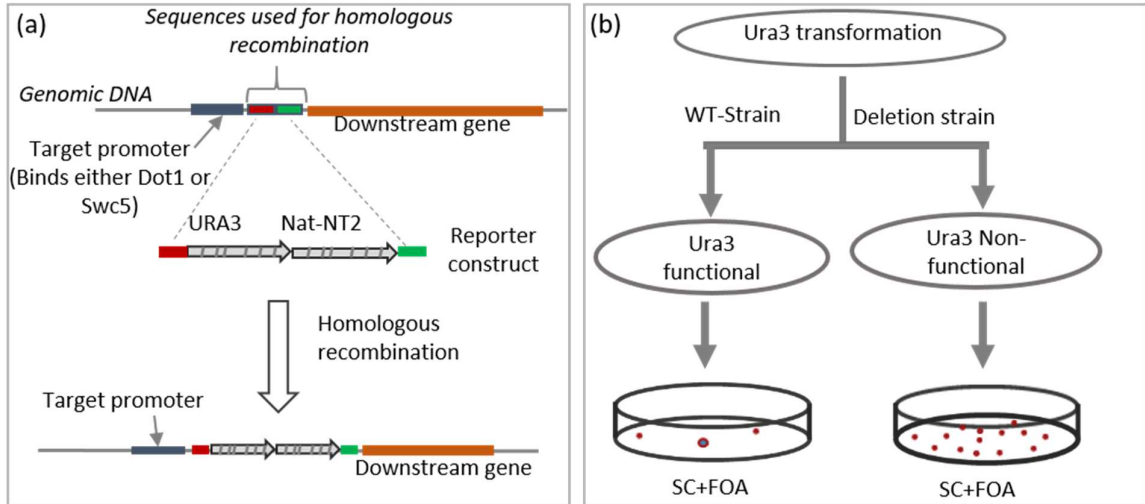 (a)
Sequences used for homologous
recombination
Genomic DNA
Downstream gene
Target promoter
(Binds either Dot1 or
Swc5)
URA3
Nat-NT2
Reporter
construct
Homologous
recombination
Target promoter
Downstream gene
(b)
Ura3 transformation
WT-Strain
Deletion strain
Ura3
functional
Ura3 Non-
functional
SC+FOA
SC+FOA